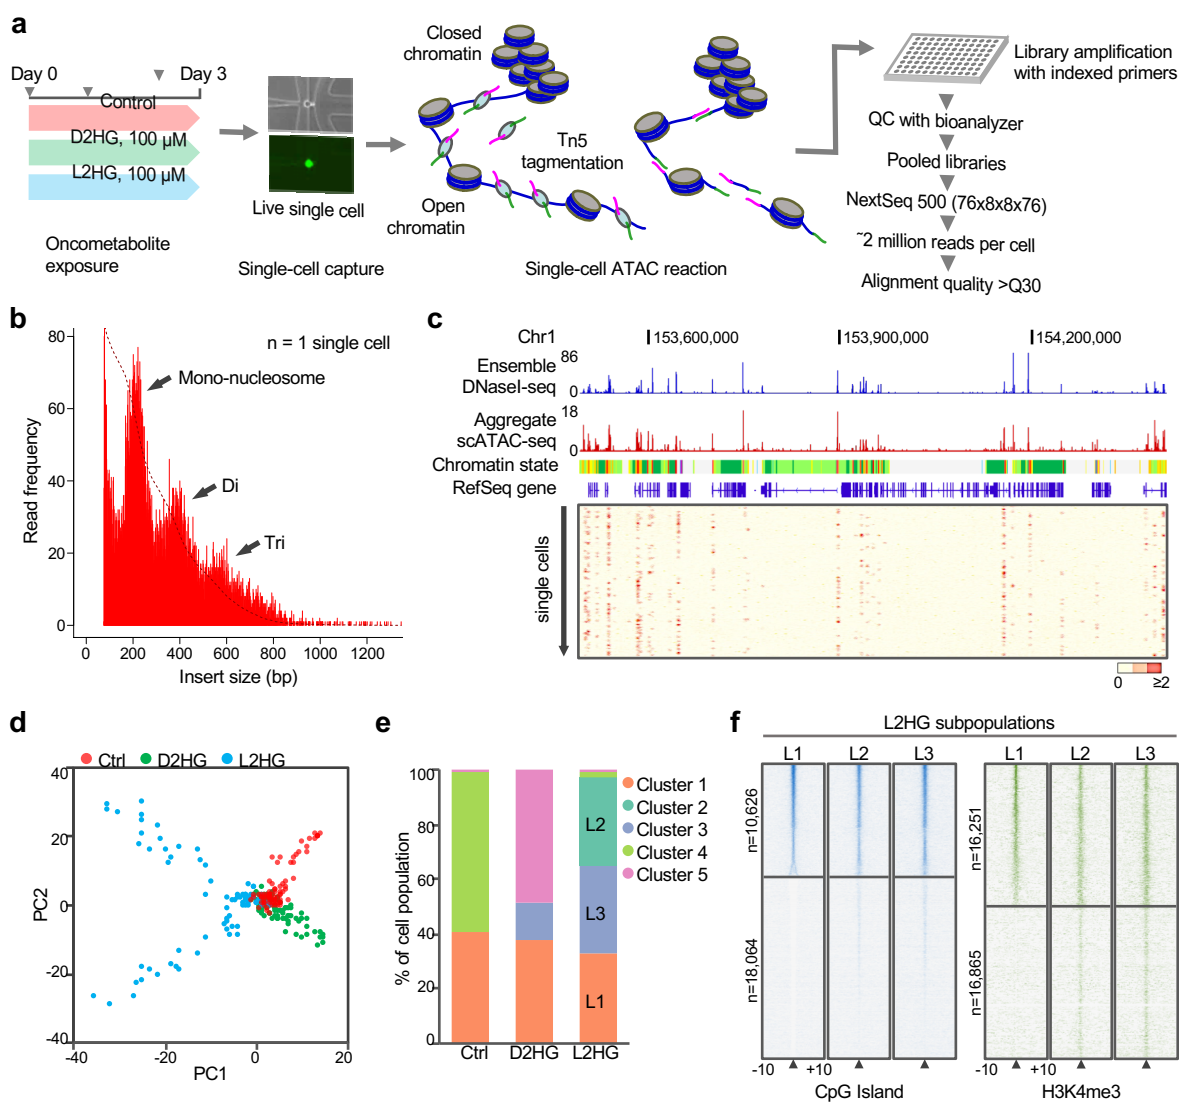 a
Day 0
Day 3
Control
D2HG, 100 µM
L2HG, 100 µM
Oncometabolite
exposure
Live single cell
Single-cell capture
Closed
chromatin
Tn5
tagmentation
Open
chromatin
Single-cell ATAC reaction
Library amplification
with indexed primers
QC with bioanalyzer
Pooled libraries
NextSeq 500 (76x8x8x76)
~2 million reads per cell
Alignment quality >Q30
b
n = 1 single cell
Mono-nucleosome
Di
Tri
Read frequency
80
60
40
20
0
0 200 400 600 800 1000 1200
Insert size (bp)
c
Chr1 153,600,000 153,900,000 154,200,000
Ensemble
DNaseI-seq
86
0
Aggregate
scATAC-seq
18
0
Chromatin state
RefSeq gene
single cells
0 ≥2
d
Ctrl D2HG L2HG
PC2
40
20
0
-20
-40
-40 -20 0 20
PC1
e
% of cell population
100
80
60
40
20
0
L2
L3
L1
Ctrl D2HG L2HG
Cluster 1
Cluster 2
Cluster 3
Cluster 4
Cluster 5
f
L2HG subpopulations
L1 L2 L3
n=10,626
n=18,064
-10 +10
CpG Island
L1 L2 L3
n=16,251
n=16,865
-10 +10
H3K4me3